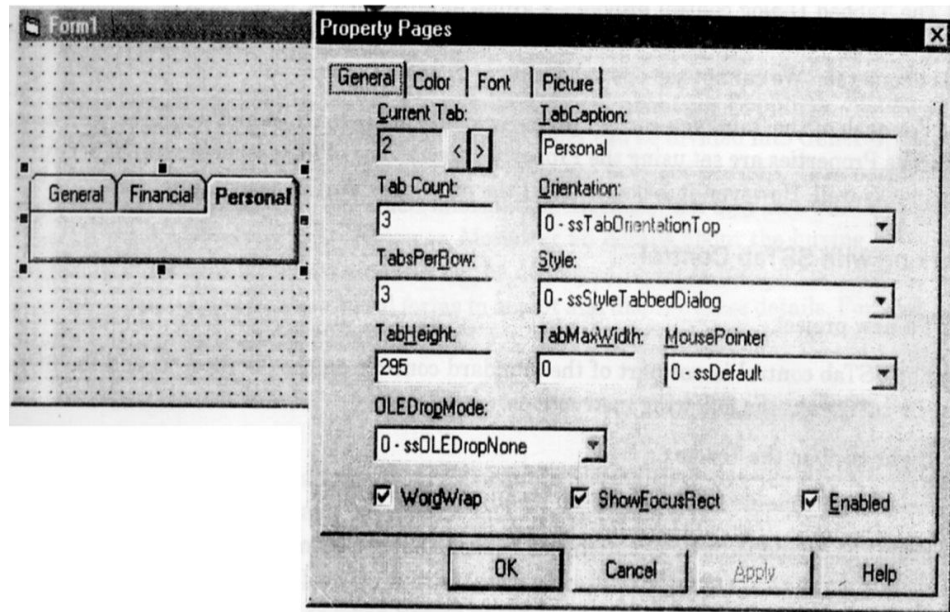 Form1
General Financial Personal
Property Pages
General Color Font Picture
Current Tab: TabCaption:
2 < > Personal
Tab Count: Orientation:
3 0 - ssTabOrientationTop
TabsPerRow: Style:
3 0 - ssStyleTabbedDialog
TabHeight: TabMaxWidth: MousePointer
295 0 0 - ssDefault
OLEDropMode:
0 - ssOLEDropNone
WordWrap ShowFocusRect Enabled
OK Cancel Apply Help